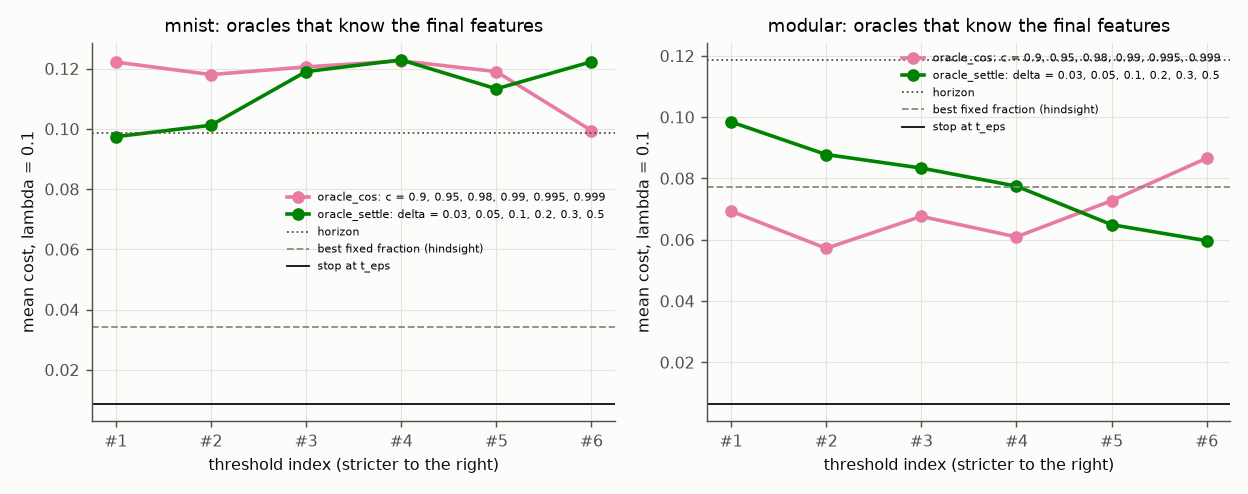 mnist: oracles that know the final features
mean cost, lambda = 0.1
0.12
0.10
0.08
0.06
0.04
0.02
oracle_cos: c = 0.9, 0.95, 0.98, 0.99, 0.995, 0.999
oracle_settle: delta = 0.03, 0.05, 0.1, 0.2, 0.3, 0.5
horizon
best fixed fraction (hindsight)
stop at t_eps
#1 #2 #3 #4 #5 #6
threshold index (stricter to the right)
modular: oracles that know the final features
mean cost, lambda = 0.1
0.12
0.10
0.08
0.06
0.04
0.02
oracle_cos: c = 0.9, 0.95, 0.98, 0.99, 0.995, 0.999
oracle_settle: delta = 0.03, 0.05, 0.1, 0.2, 0.3, 0.5
horizon
best fixed fraction (hindsight)
stop at t_eps
#1 #2 #3 #4 #5 #6
threshold index (stricter to the right)